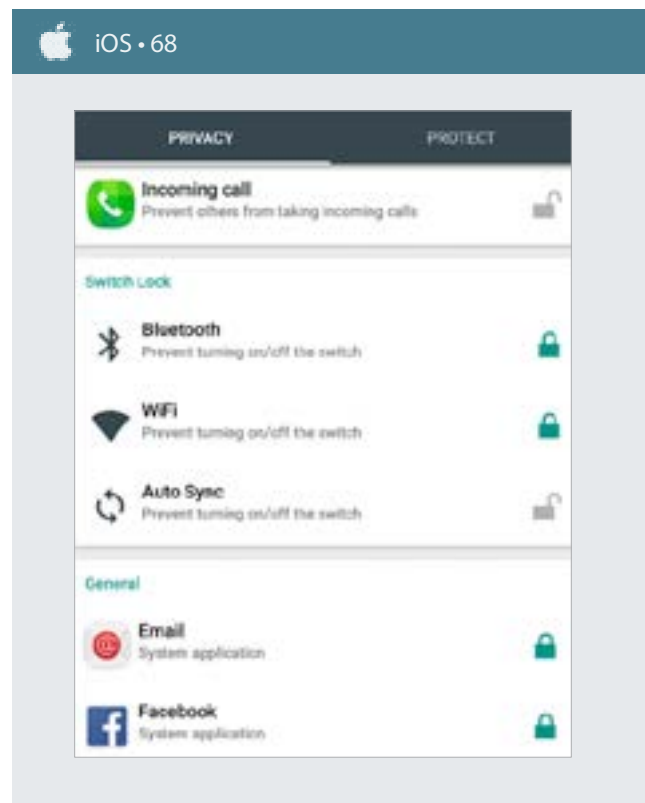 iOS • 68
PRIVACY PROTECT
Incoming call
Prevent others from taking incoming calls
Switch Lock
Bluetooth
Prevent turning on/off the switch
WiFi
Prevent turning on/off the switch
Auto Sync
Prevent turning on/off the switch
General
Email
System application
Facebook
System application